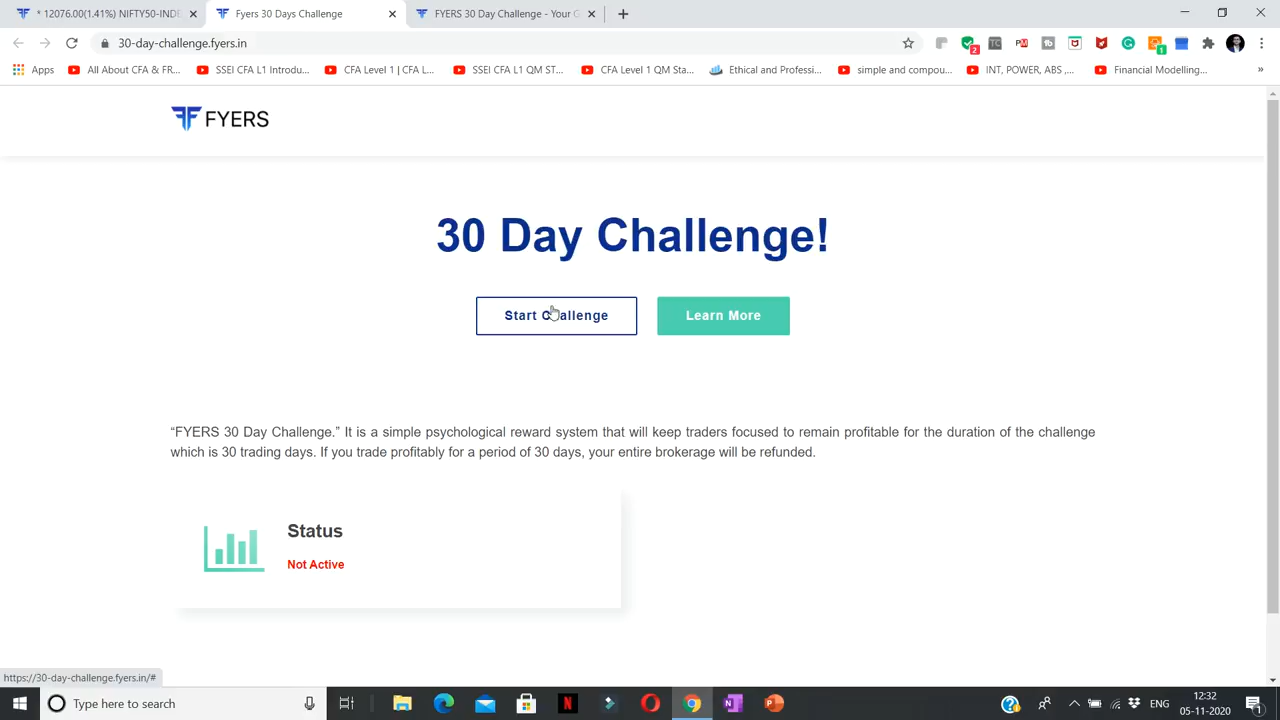 * 12076.00(1.41%) NIFTY50-INDE
Fyers 30 Days Challenge
FYERS 30 Day Challenge - Your G
30-day-challenge.fyers.in
2
TC
PM
tb
1
Apps
All About CFA & FR...
SSEI CFA L1 Introdu...
CFA Level 1 | CFA L...
SSEI CFA L1 QM ST...
CFA Level 1 QM Sta...
Ethical and Professi...
simple and compou...
INT, POWER, ABS ,...
Financial Modelling...
»
FYERS
30 Day Challenge!
Start Challenge
Learn More
“FYERS 30 Day Challenge.” It is a simple psychological reward system that will keep traders focused to remain profitable for the duration of the challenge
which is 30 trading days. If you trade profitably for a period of 30 days, your entire brokerage will be refunded.
Status
Not Active
https://30-day-challenge.fyers.in/#
Type here to search
ENG
12:32
05-11-2020
1